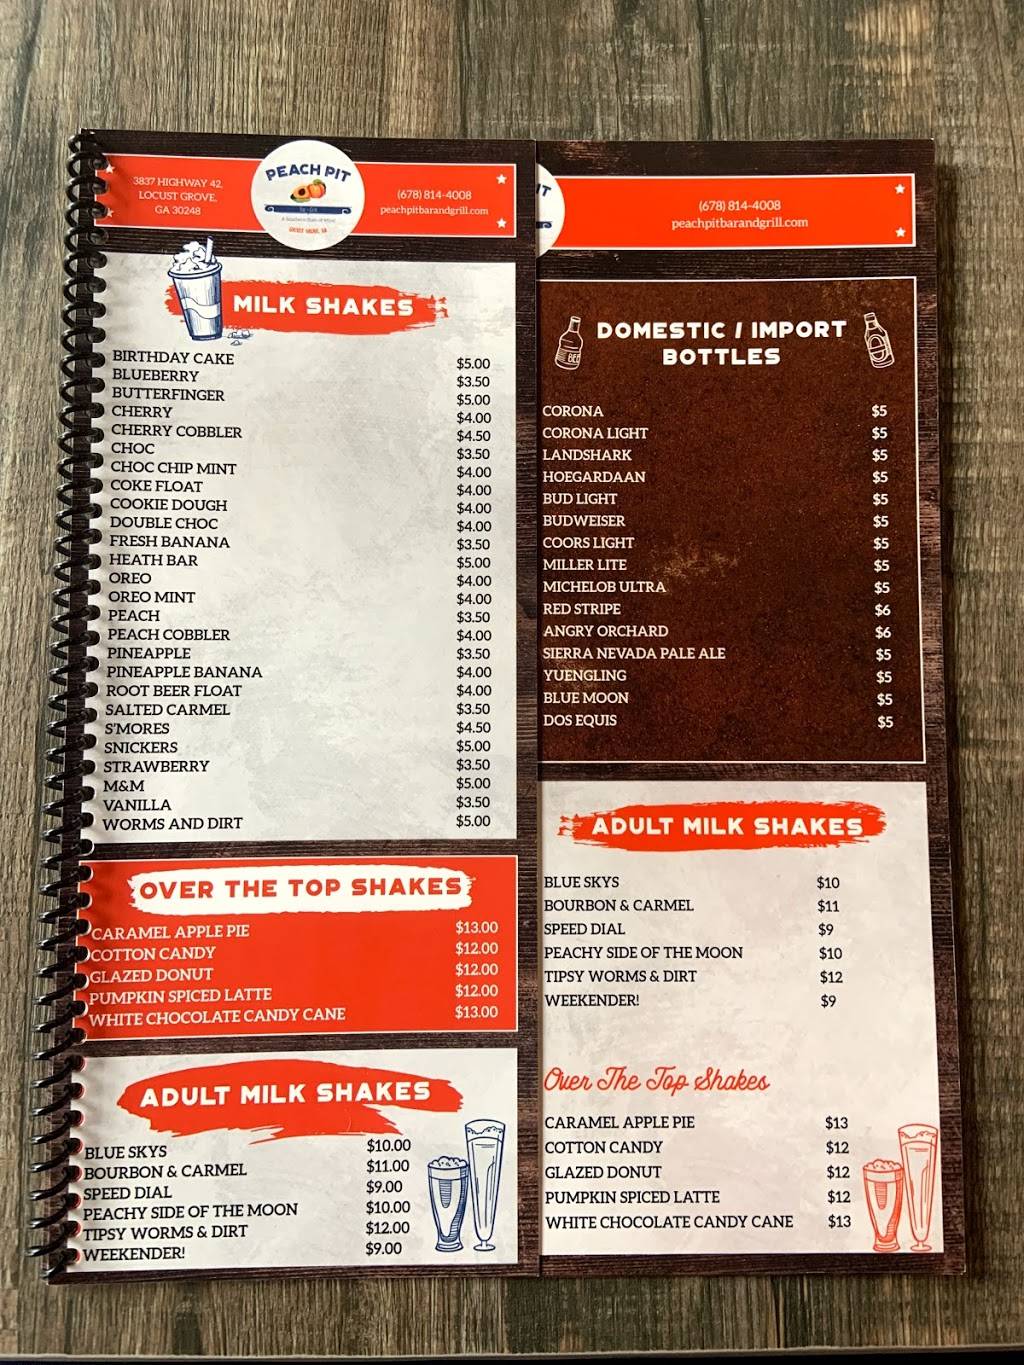 3837 HIGHWAY 42,
LOCUST GROVE,
GA 30248
PEACH PIT
Bar + Grill
LOCUST GROVE, GA
(678) 814-4008
peachpitbarandgrill.com
MILK SHAKES
BIRTHDAY CAKE $5.00
BLUEBERRY $3.50
BUTTERFINGER $5.00
CHERRY $4.00
CHERRY COBBLER $4.50
CHOC $3.50
CHOC CHIP MINT $4.00
COKE FLOAT $4.00
COOKIE DOUGH $4.00
DOUBLE CHOC $4.00
FRESH BANANA $3.50
HEATH BAR $5.00
OREO $4.00
OREO MINT $4.00
PEACH $3.50
PEACH COBBLER $4.00
PINEAPPLE $3.50
PINEAPPLE BANANA $4.00
ROOT BEER FLOAT $4.00
SALTED CARMEL $3.50
S'MORES $4.50
SNICKERS $5.00
STRAWBERRY $3.50
M&M $5.00
VANILLA $3.50
WORMS AND DIRT $5.00
OVER THE TOP SHAKES
CARAMEL APPLE PIE $13.00
COTTON CANDY $12.00
GLAZED DONUT $12.00
PUMPKIN SPICED LATTE $12.00
WHITE CHOCOLATE CANDY CANE $13.00
ADULT MILK SHAKES
BLUE SKYS $10.00
BOURBON & CARMEL $11.00
SPEED DIAL $9.00
PEACHY SIDE OF THE MOON $10.00
TIPSY WORMS & DIRT $12.00
WEEKENDER! $9.00
IT
(678) 814-4008
peachpitbarandgrill.com
DOMESTIC / IMPORT
BOTTLES
CORONA $5
CORONA LIGHT $5
LANDSHARK $5
HOEGARDAAN $5
BUD LIGHT $5
BUDWEISER $5
COORS LIGHT $5
MILLER LITE $5
MICHELOB ULTRA $5
RED STRIPE $6
ANGRY ORCHARD $6
SIERRA NEVADA PALE ALE $5
YUENGLING $5
BLUE MOON $5
DOS EQUIS $5
ADULT MILK SHAKES
BLUE SKYS $10
BOURBON & CARMEL $11
SPEED DIAL $9
PEACHY SIDE OF THE MOON $10
TIPSY WORMS & DIRT $12
WEEKENDER! $9
Over The Top Shakes
CARAMEL APPLE PIE $13
COTTON CANDY $12
GLAZED DONUT $12
PUMPKIN SPICED LATTE $12
WHITE CHOCOLATE CANDY CANE $13